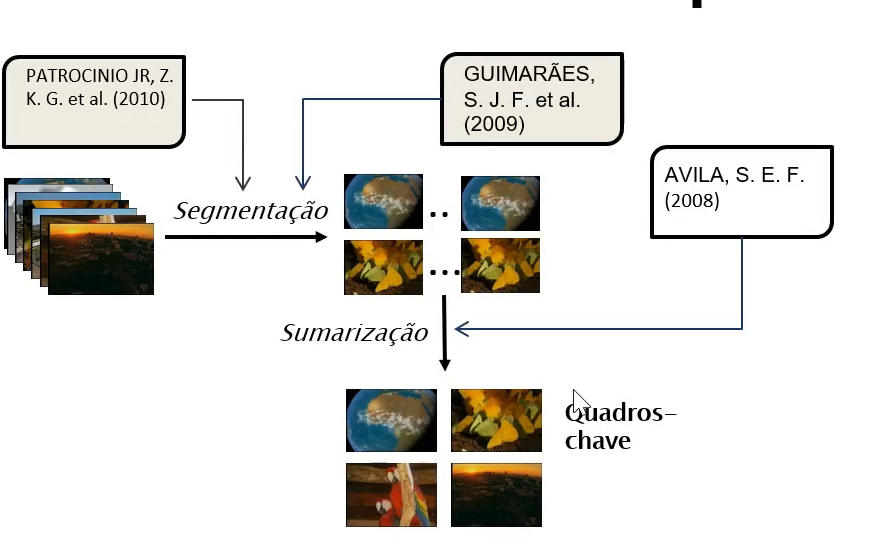 PATROCINIO JR, Z.
K. G. et al. (2010)
GUIMARÃES,
S. J. F. et al.
(2009)
AVILA, S. E. F.
(2008)
Segmentação
..
...
Sumarização
Quadros-
chave